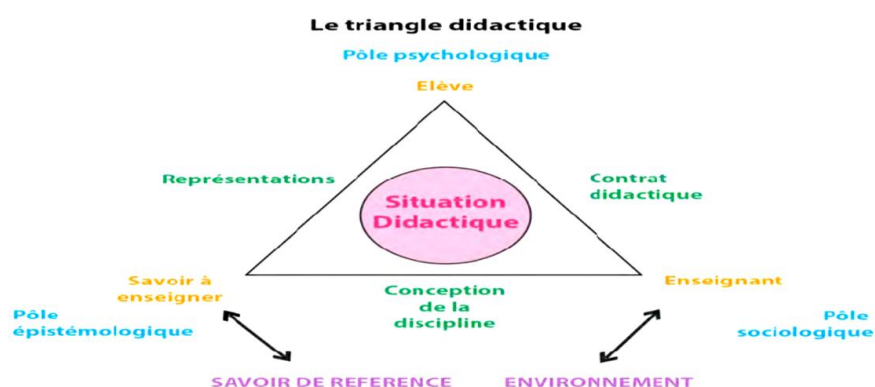 Le triangle didactique
Pôle psychologique
Elève
Représentations
Contrat
didactique
Situation
Didactique
Savoir à
enseigner
Conception
de la
discipline
Enseignant
Pôle
épistémologique
Pôle
sociologique
SAVOIR DE REFERENCE
ENVIRONNEMENT